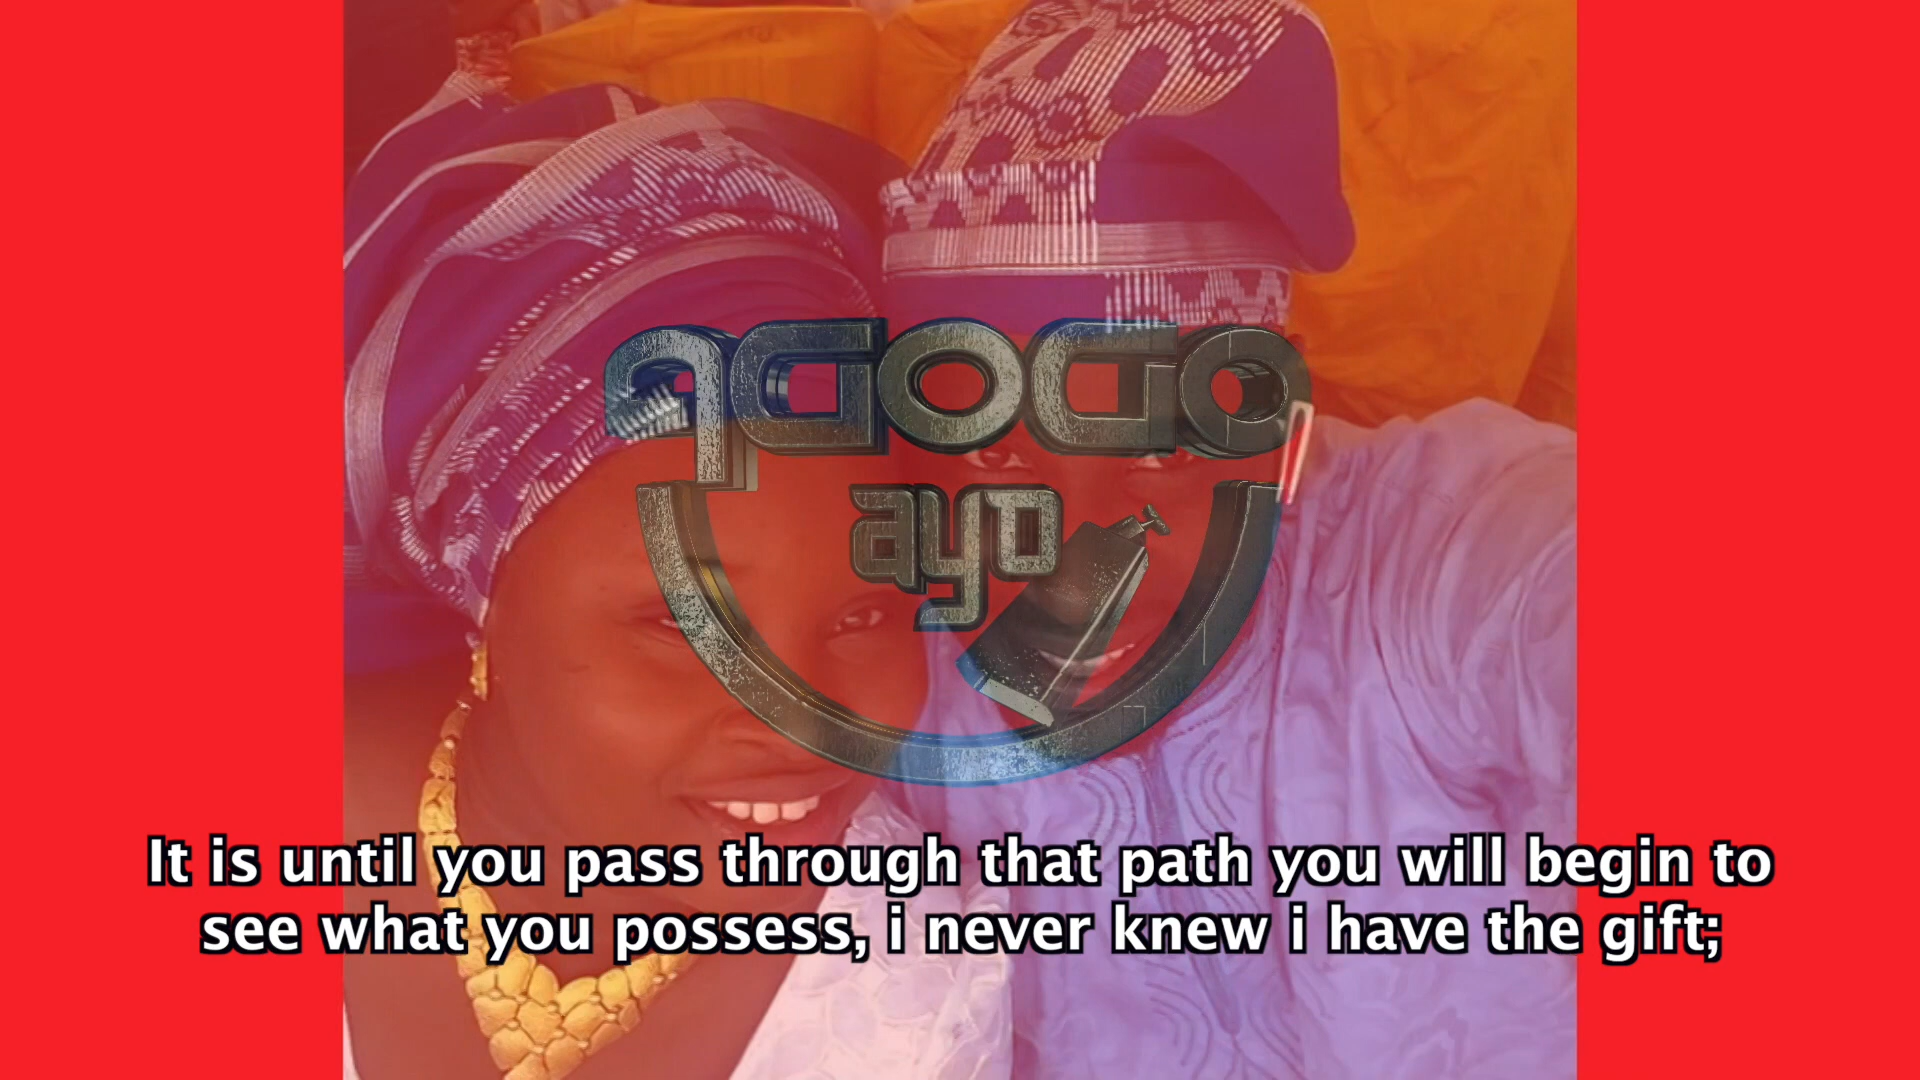 AGOGO
ayo
It is until you pass through that path you will begin to
see what you possess, i never knew i have the gift;